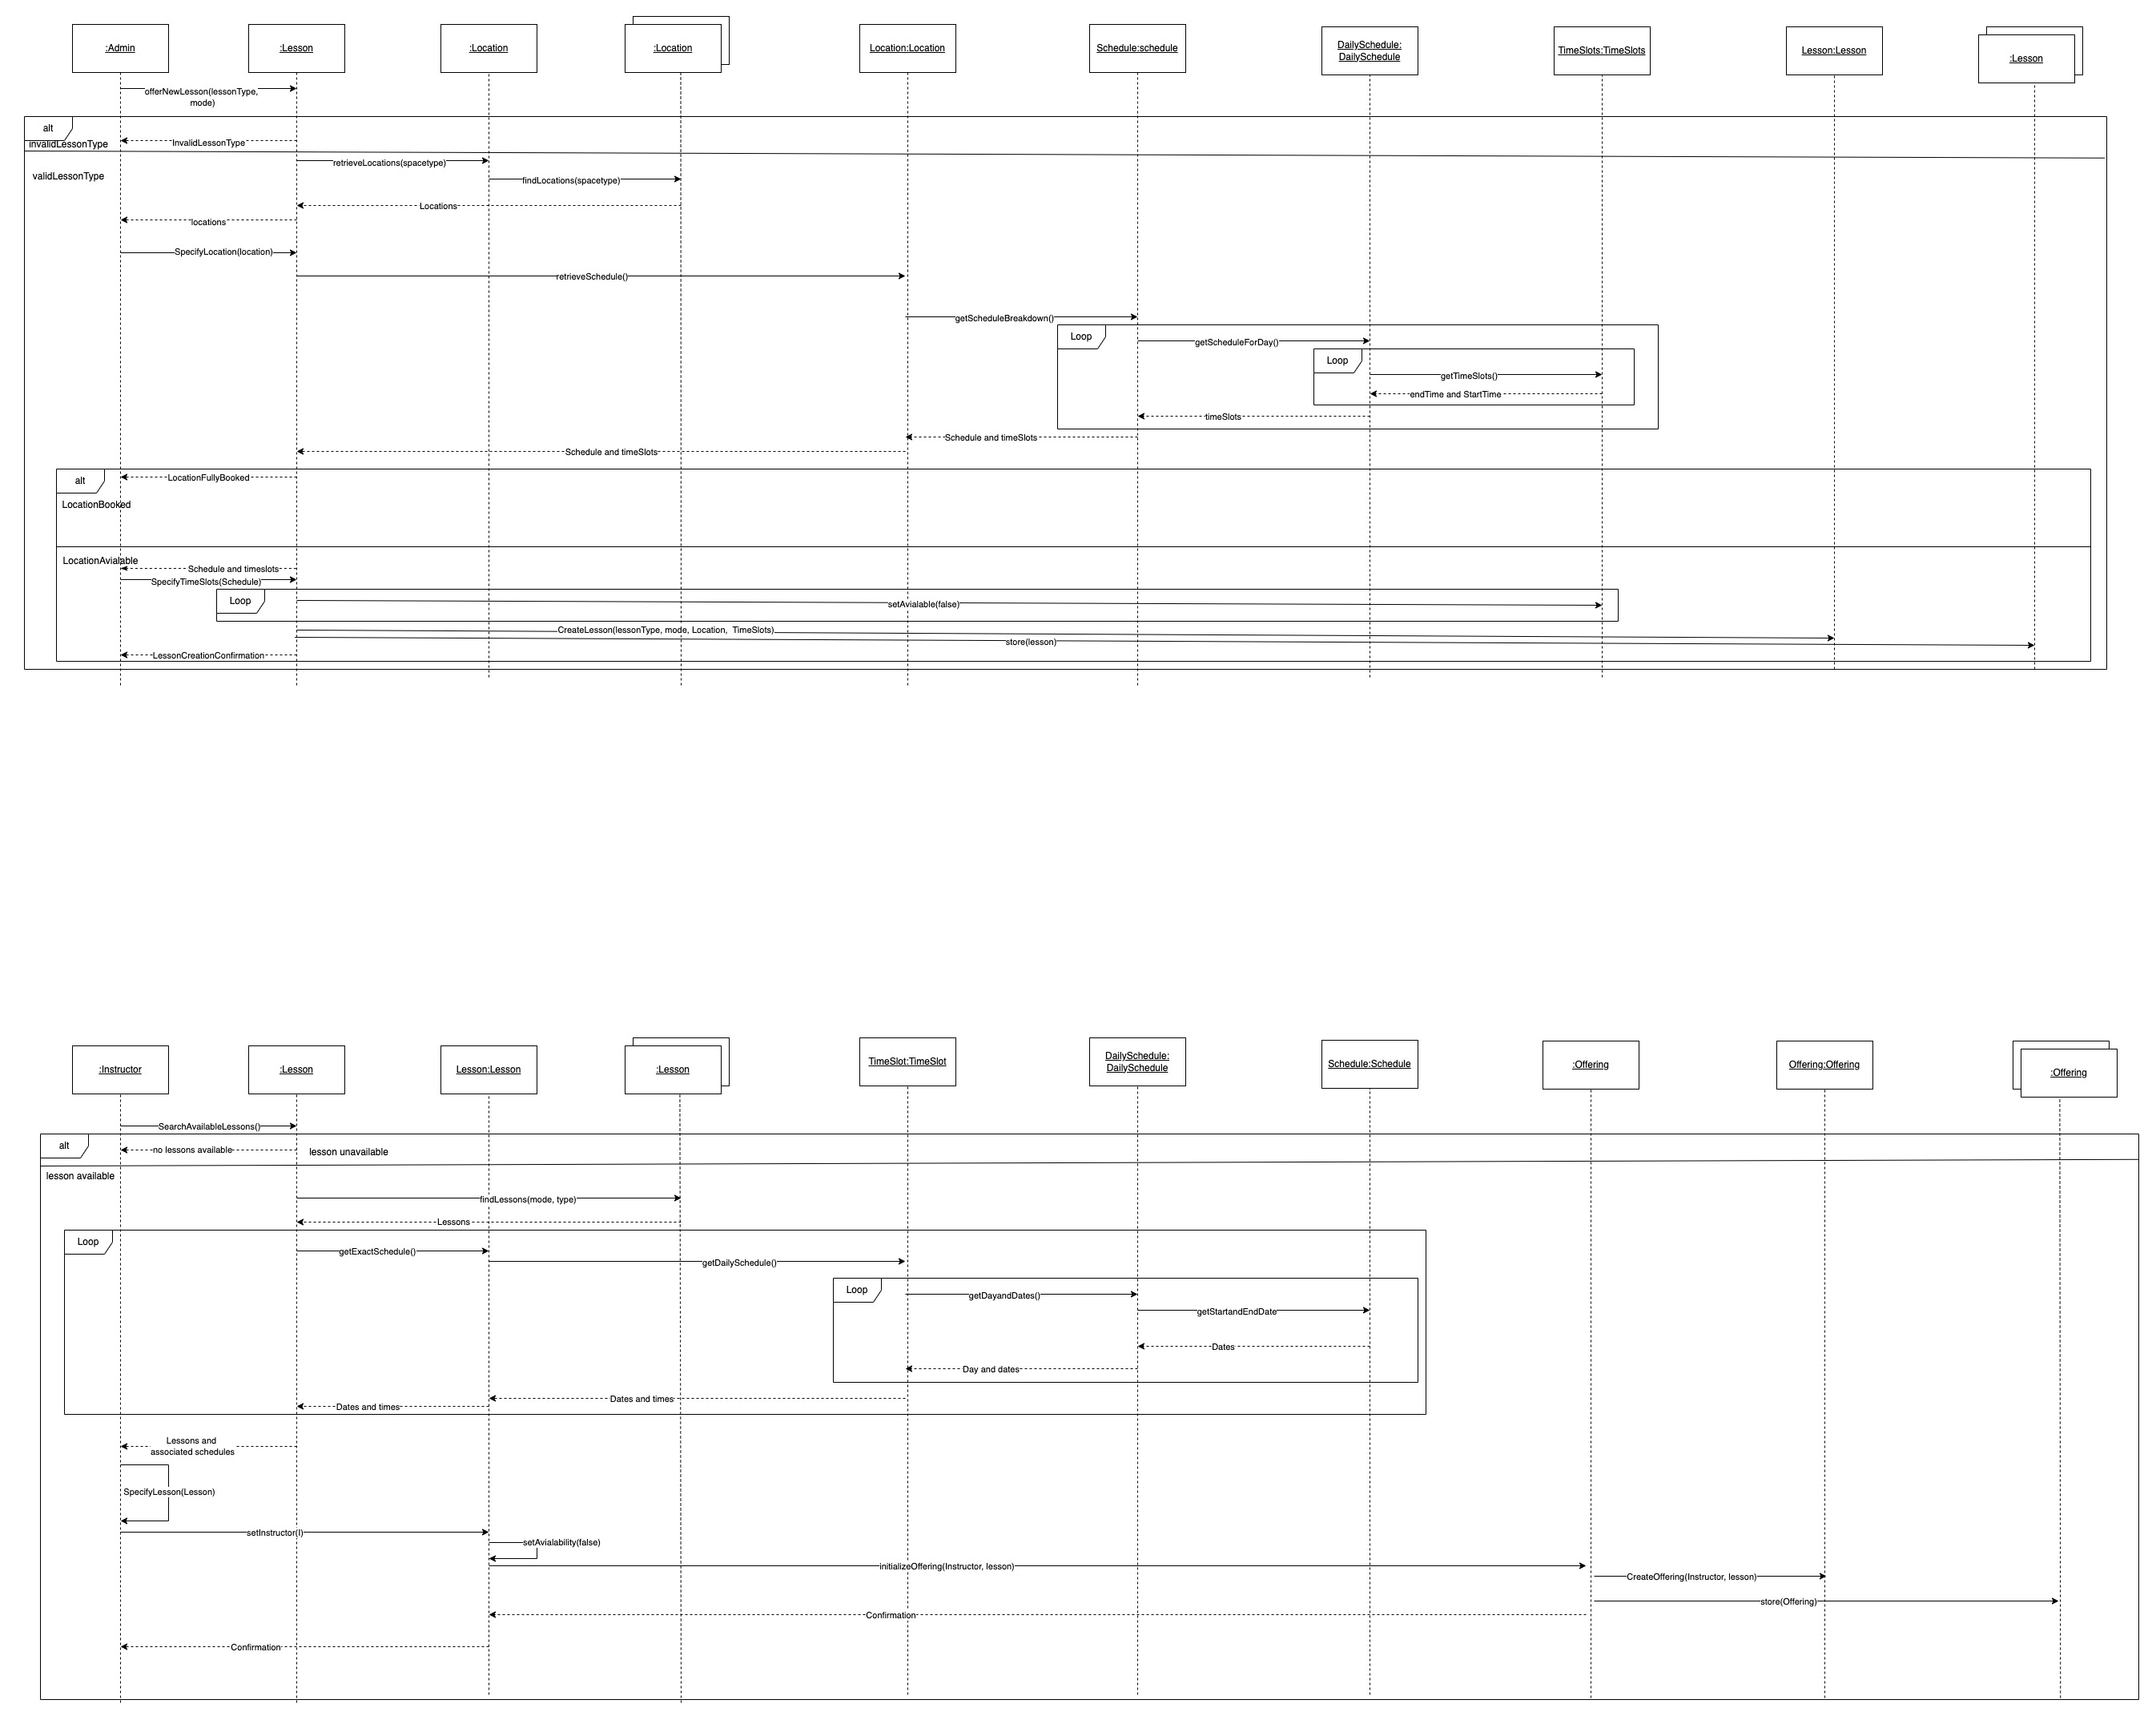 :Admin
:Lesson
:Location
:Location
Location:Location
Schedule:schedule
DailySchedule:
DailySchedule
TimeSlots:TimeSlots
Lesson:Lesson
:Lesson
offerNewLesson(lessonType,
mode)
alt
InvalidLessonType
invalidLessonType
retrieveLocations(spacetype)
validLessonType
findLocations(spacetype)
Locations
locations
SpecifyLocation(location)
retrieveSchedule()
getScheduleBreakdown()
Loop
getScheduleForDay()
Loop
getTimeSlots()
endTime and StartTime
timeSlots
Schedule and timeSlots
Schedule and timeSlots
alt
LocationFullyBooked
LocationBooked
LocationAvialable
Schedule and timeslots
SpecifyTimeSlots(Schedule)
Loop
setAvialable(false)
CreateLesson(lessonType, mode, Location, TimeSlots)
store(lesson)
LessonCreationConfirmation
:Instructor
:Lesson
Lesson:Lesson
:Lesson
TimeSlot:TimeSlot
DailySchedule:
DailySchedule
Schedule:Schedule
:Offering
Offering:Offering
:Offering
SearchAvailableLessons()
alt
no lessons available
lesson unavailable
lesson available
findLessons(mode, type)
Lessons
Loop
getExactSchedule()
getDailySchedule()
Loop
getDayandDates()
getStartandEndDate
Dates
Day and dates
Dates and times
Dates and times
Lessons and
associated schedules
SpecifyLesson(Lesson)
setInstructor(I)
setAvialability(false)
initializeOffering(Instructor, lesson)
CreateOffering(Instructor, lesson)
store(Offering)
Confirmation
Confirmation